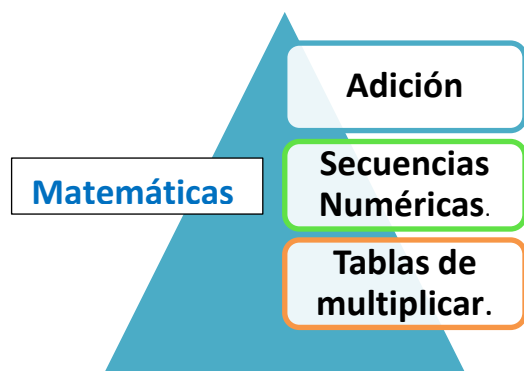 Matemáticas
Adición
Secuencias
Numéricas.
Tablas de
multiplicar.